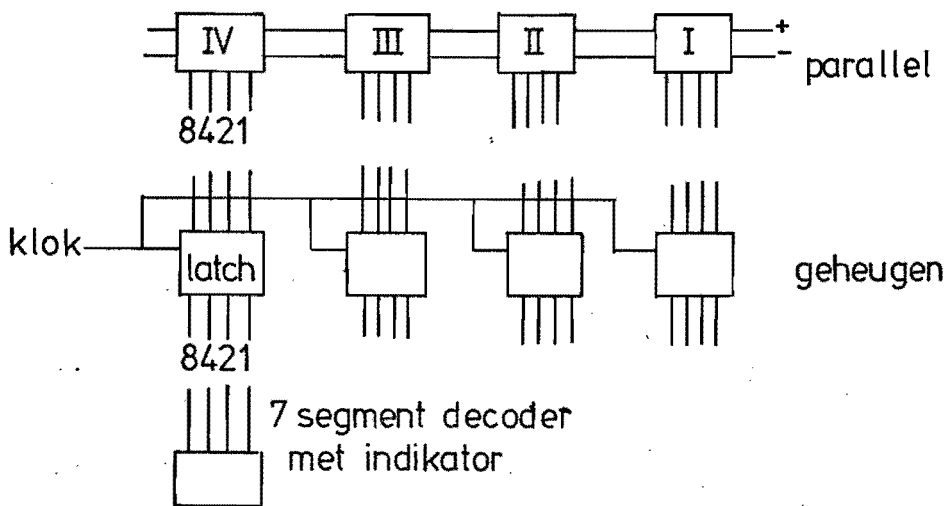 IV III II I + -
parallel
8421
klok
latch
geheugen
8421
7 segment decoder
met indikator